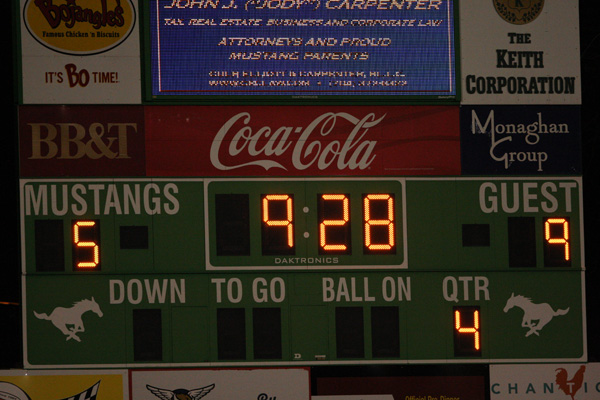 Bojangles'
Famous Chicken 'n Biscuits
IT'S Bo TIME!
JOHN J. ("JODY") CARPENTER
TAX, REAL ESTATE, BUSINESS AND CORPORATE LAW
ATTORNEYS AND PROUD
MUSTANG PARENTS
THE
KEITH
CORPORATION
BB&T
Coca-Cola
Monaghan
Group
MUSTANGS
GUEST
5
9:28
9
DAKTRONICS
DOWN TO GO BALL ON QTR
4
By
CHANTIC